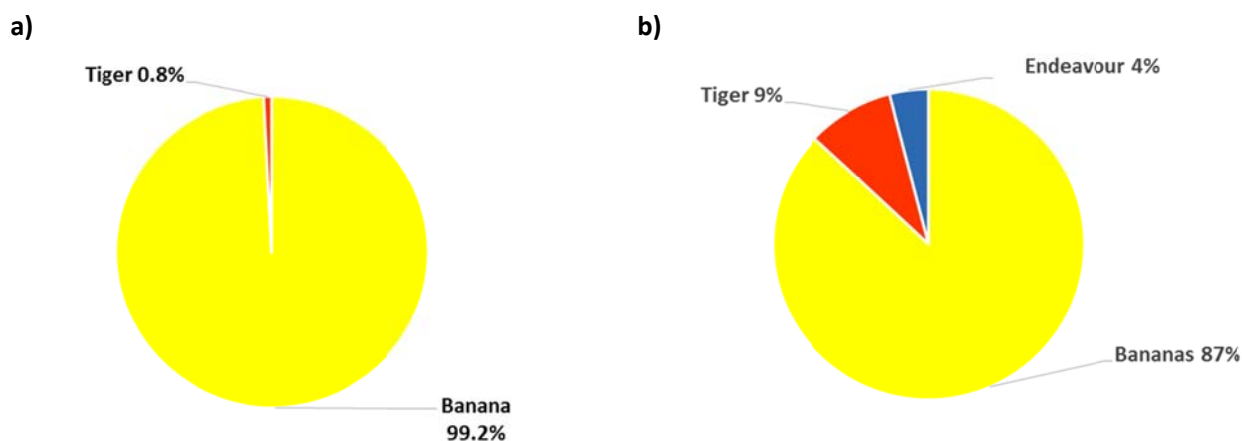 a)
Tiger 0.8%
Banana
99.2%
b)
Endeavour 4%
Tiger 9%
Bananas 87%